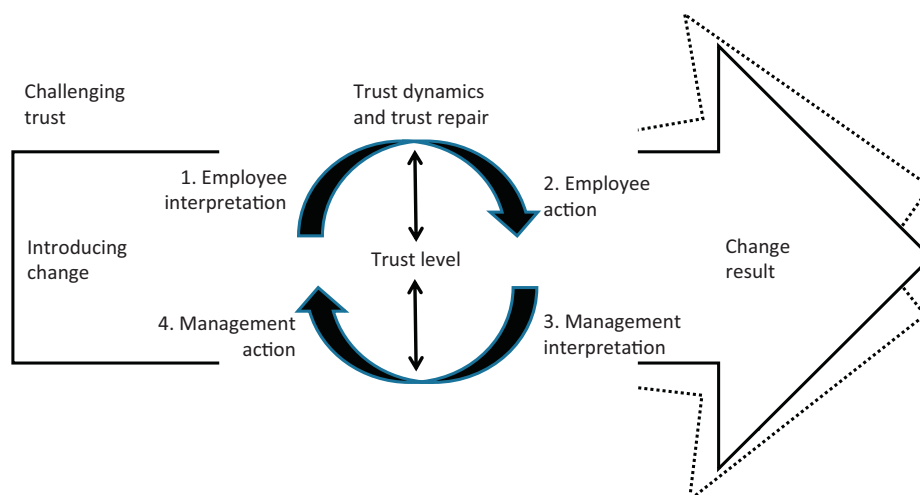 Challenging
trust
Trust dynamics
and trust repair
1. Employee
interpretation
2. Employee
action
Introducing
change
Trust level
Change
result
4. Management
action
3. Management
interpretation